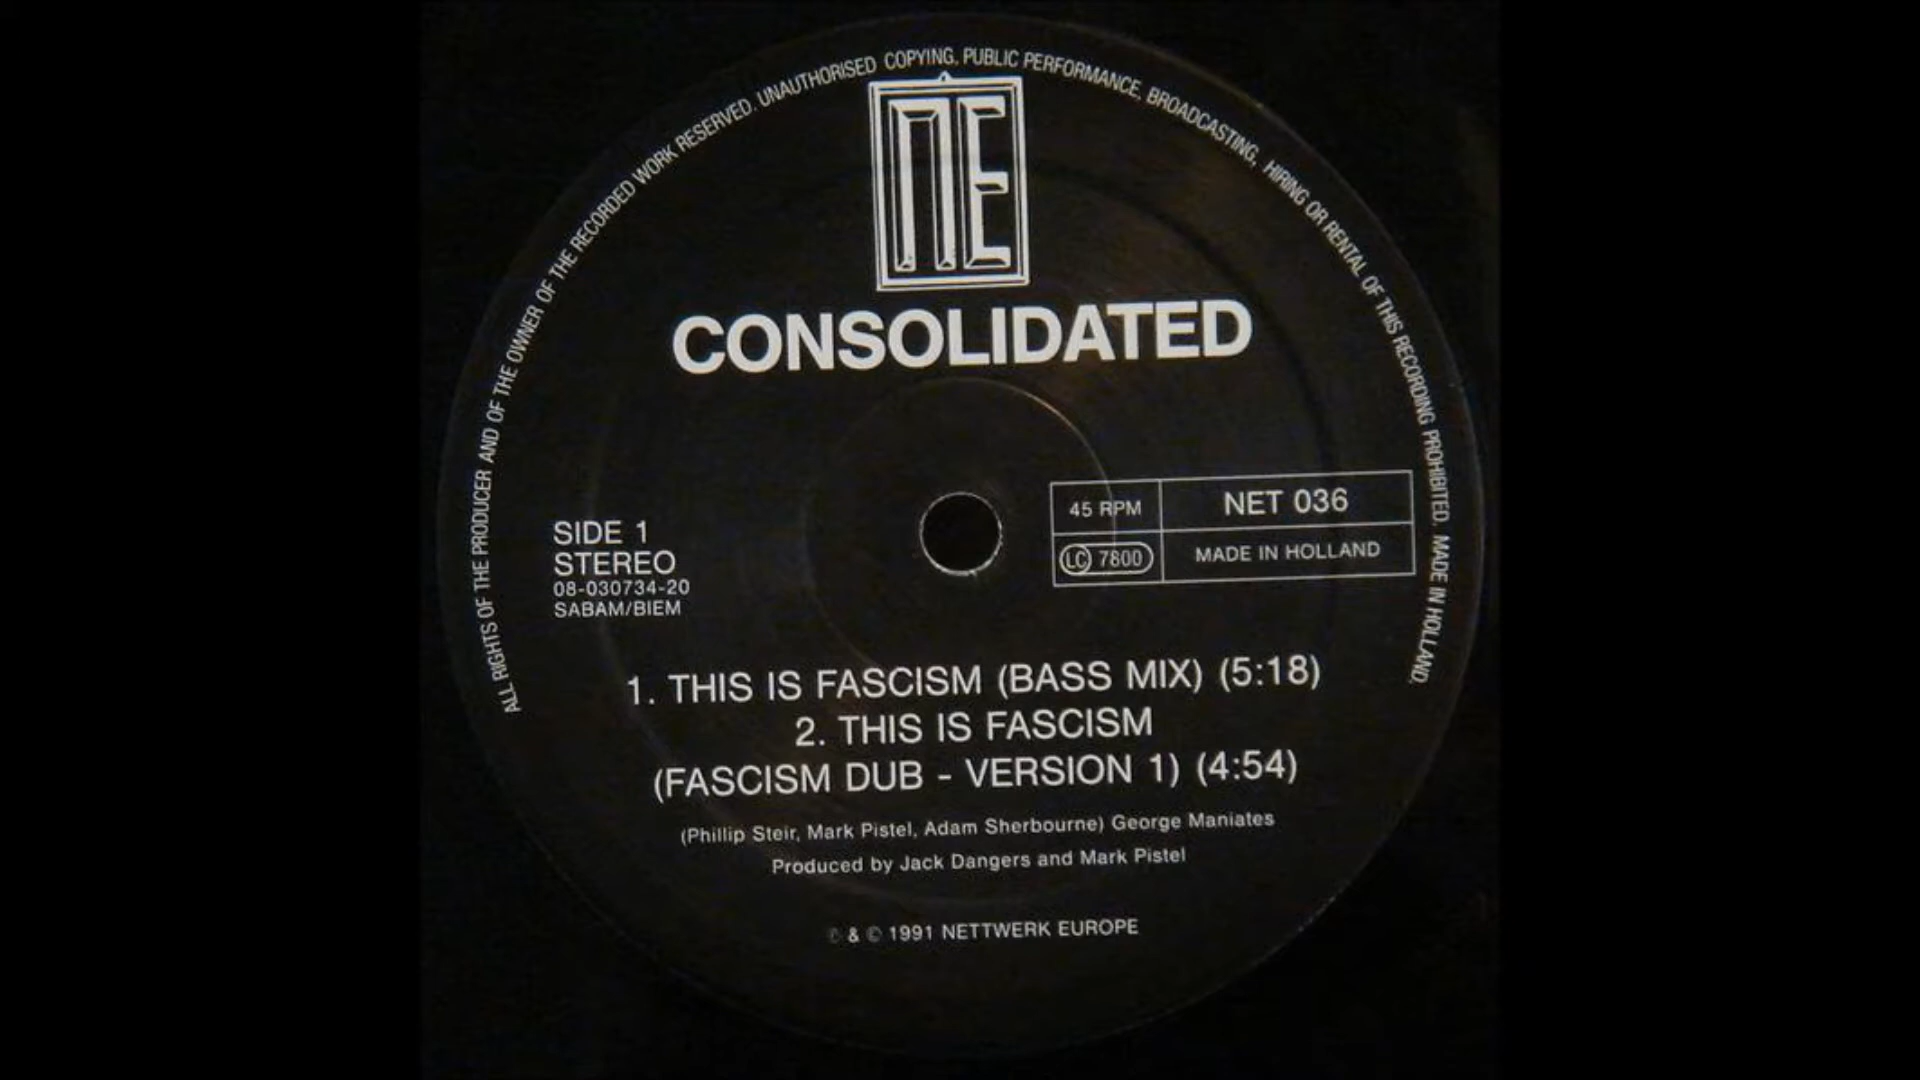 ALL RIGHTS OF THE PRODUCER AND OF THE OWNER OF THE RECORDED WORK RESERVED. UNAUTHORISED COPYING, PUBLIC PERFORMANCE, BROADCASTING, HIRING OR RENTAL OF THIS RECORDING PROHIBITED. MADE IN HOLLAND.
NE
CONSOLIDATED
SIDE 1
STEREO
08-030734-20
SABAM/BIEM
45 RPM
NET 036
LC 7800
MADE IN HOLLAND
1. THIS IS FASCISM (BASS MIX) (5:18)
2. THIS IS FASCISM
(FASCISM DUB - VERSION 1) (4:54)
(Phillip Steir, Mark Pistel, Adam Sherbourne) George Maniates
Produced by Jack Dangers and Mark Pistel
℗ & © 1991 NETTWERK EUROPE